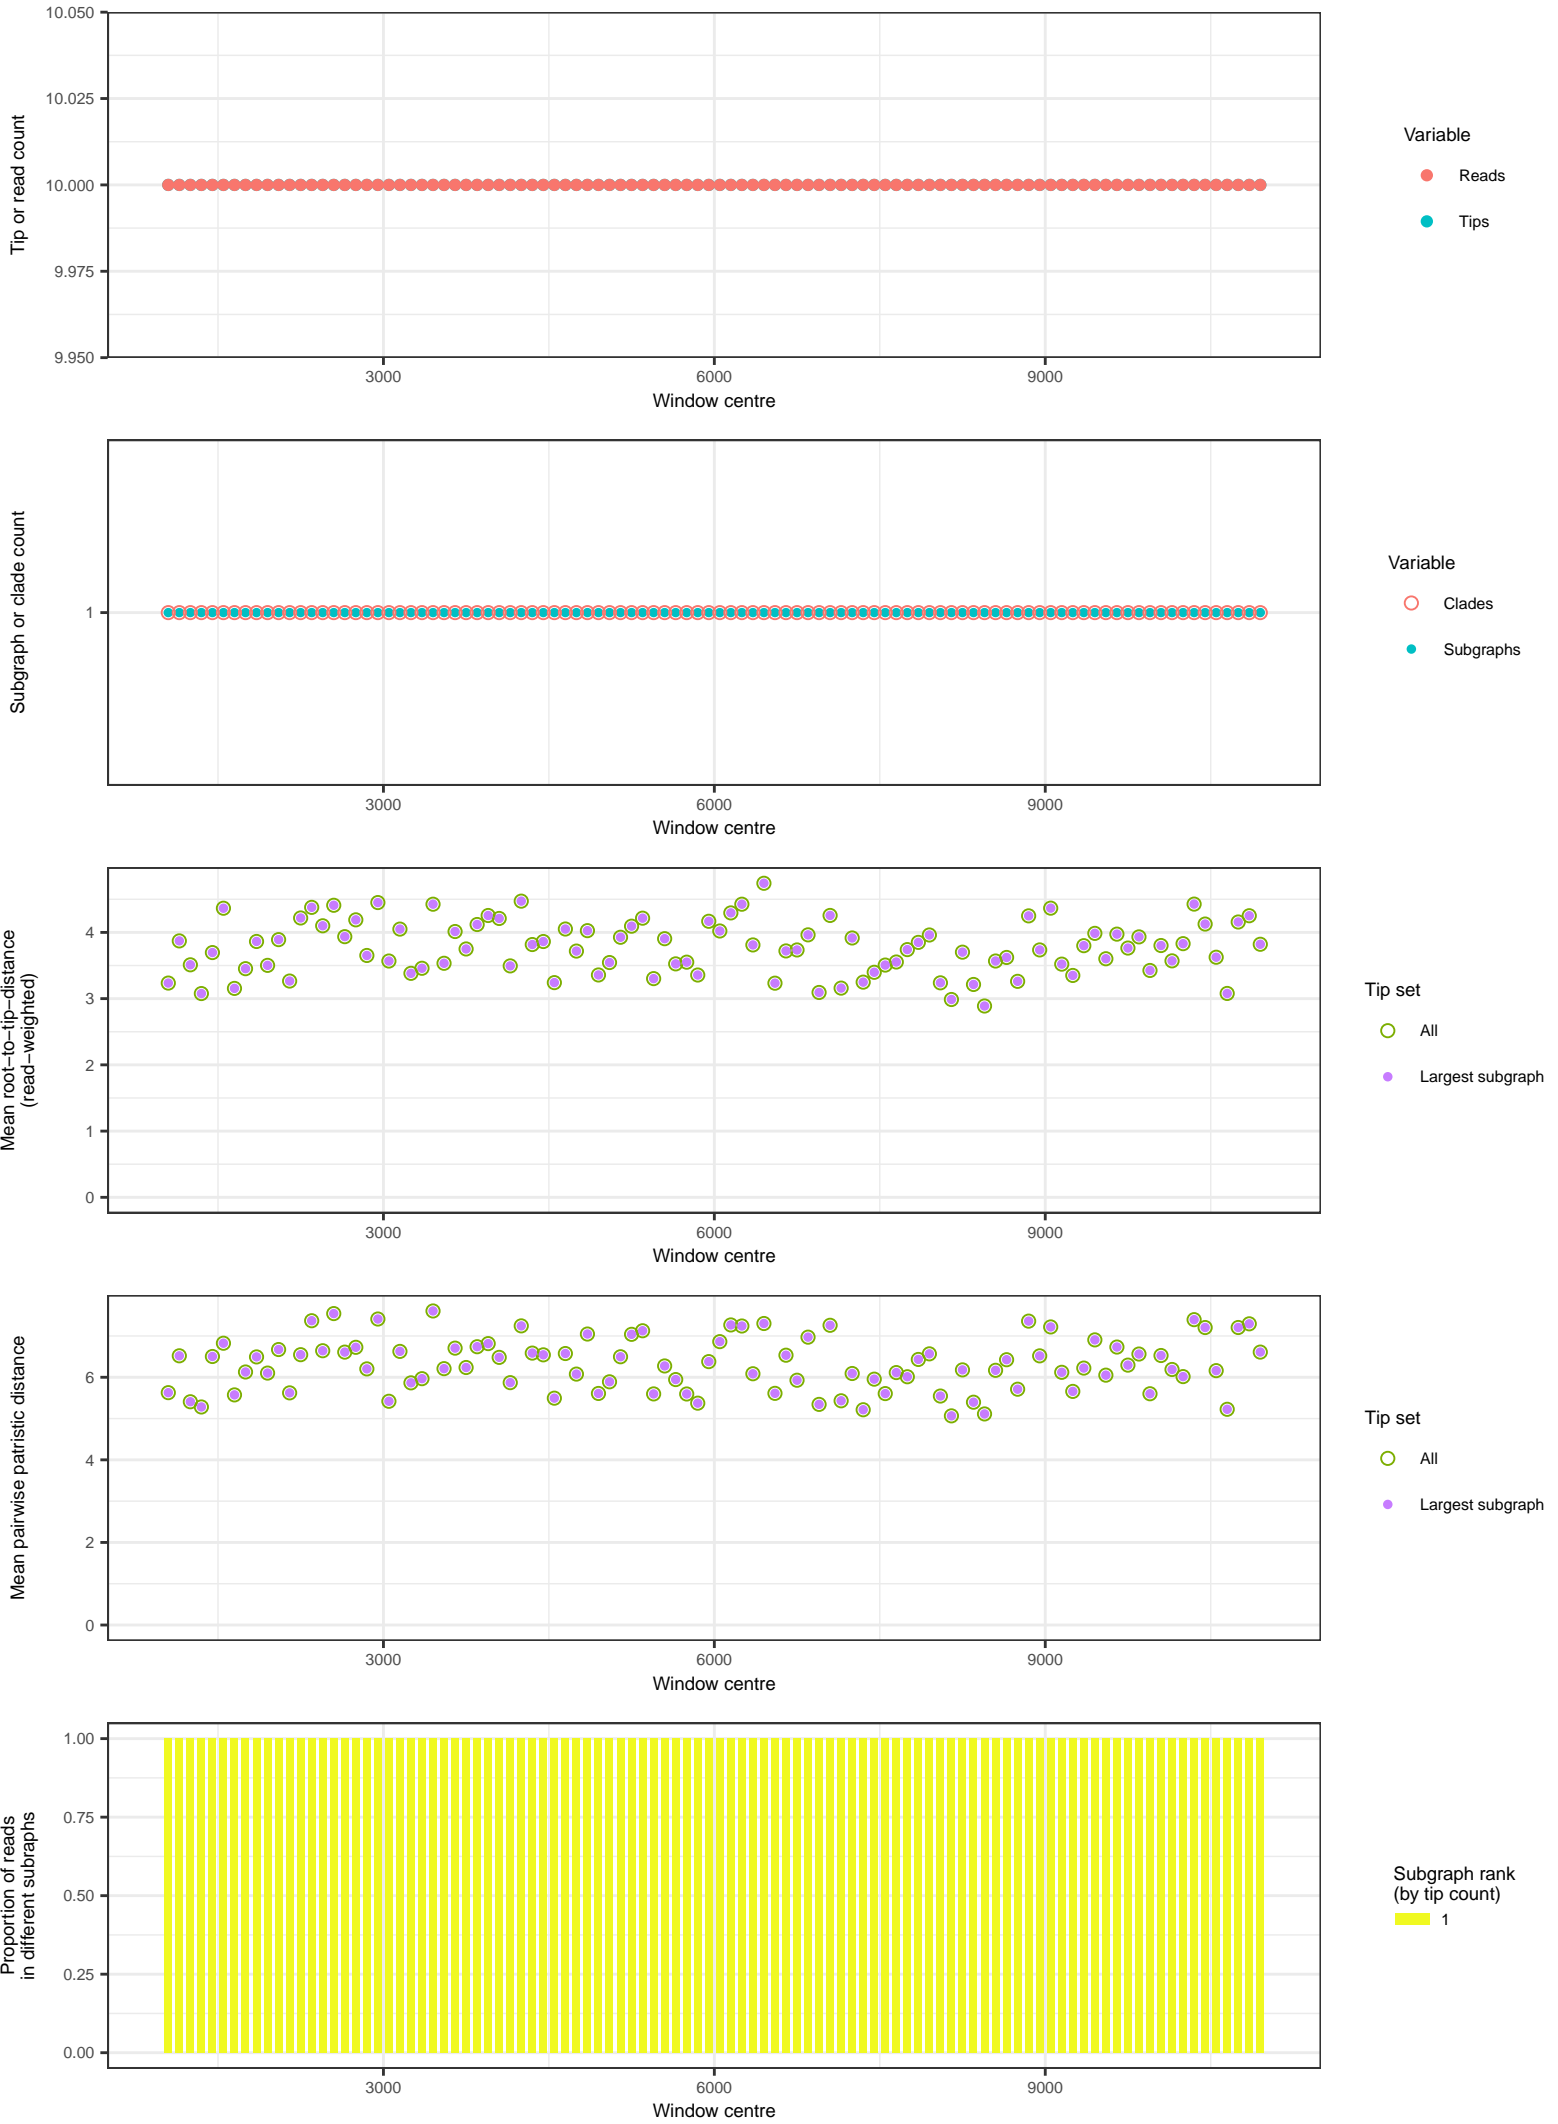 10.050
10.025
10.000
9.975
9.950
Tip or read count
3000 6000 9000
Window centre
Variable
Reads
Tips
1
Subgraph or clade count
3000 6000 9000
Window centre
Variable
Clades
Subgraphs
4
3
2
1
0
Mean root−to−tip−distance
(read−weighted)
3000 6000 9000
Window centre
Tip set
All
Largest subgraph
6
4
2
0
Mean pairwise patristic distance
3000 6000 9000
Window centre
Tip set
All
Largest subgraph
1.00
0.75
0.50
0.25
0.00
Proportion of reads
in different subraphs
3000 6000 9000
Window centre
Subgraph rank
(by tip count)
1